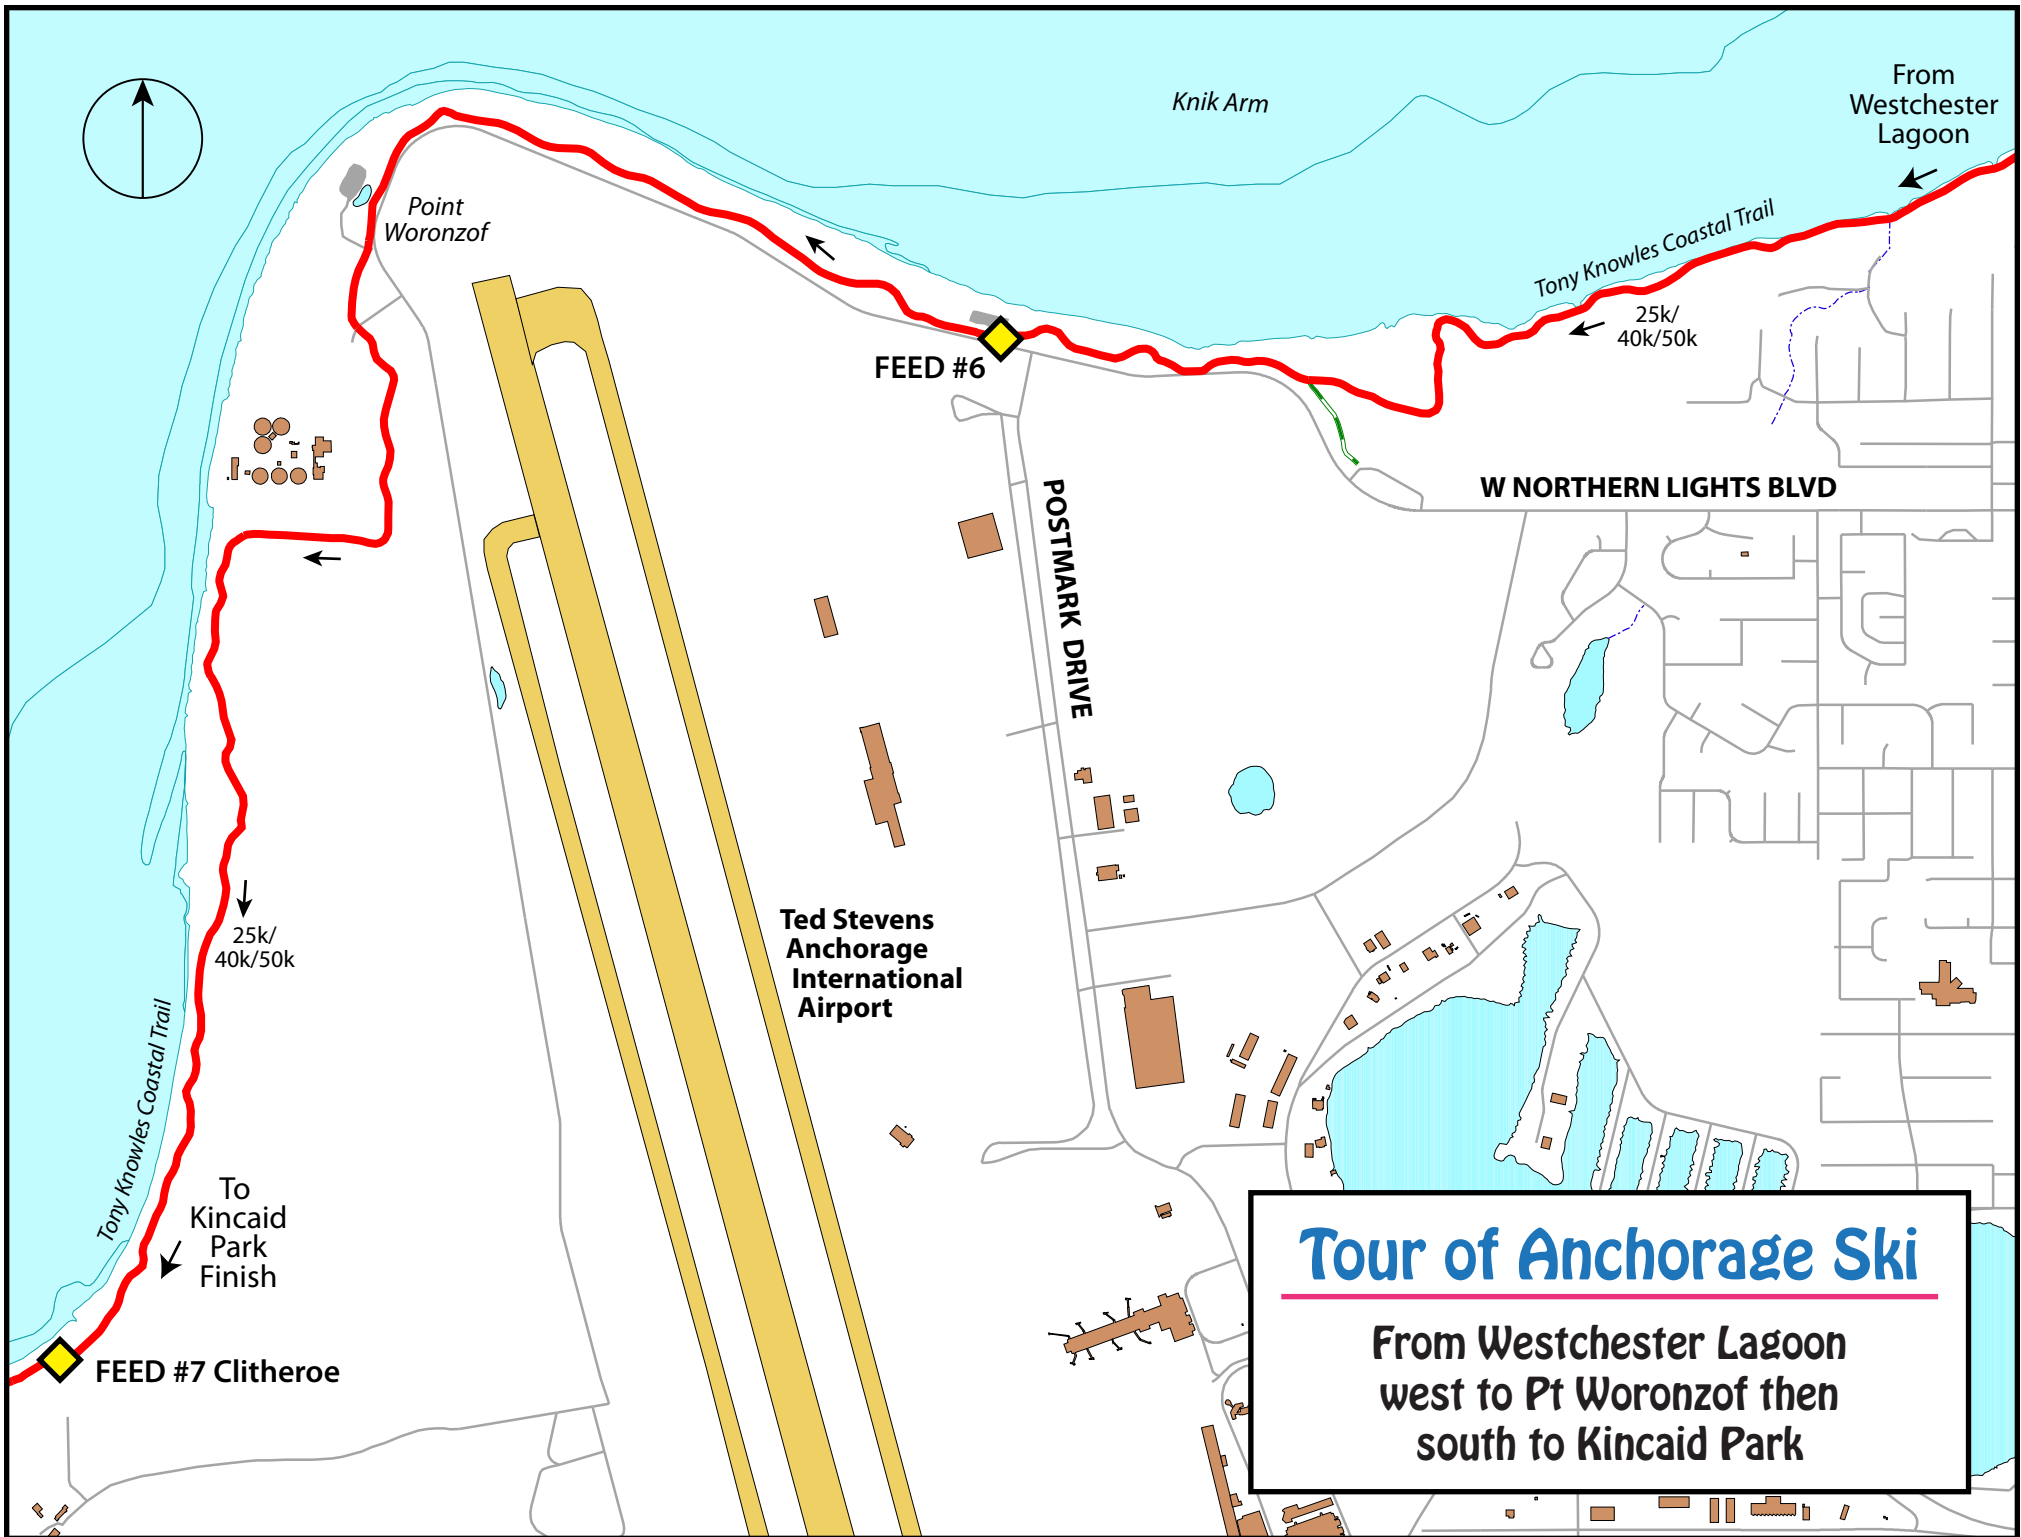 Knik Arm
From
Westchester
Lagoon
Tony Knowles Coastal Trail
25k/
40k/50k
Point
Woronzof
FEED #6
W NORTHERN LIGHTS BLVD
POSTMARK DRIVE
Ted Stevens
Anchorage
International
Airport
25k/
40k/50k
Tony Knowles Coastal Trail
To
Kincaid
Park
Finish
FEED #7 Clitheroe
Tour of Anchorage Ski
From Westchester Lagoon
west to Pt Woronzof then
south to Kincaid Park